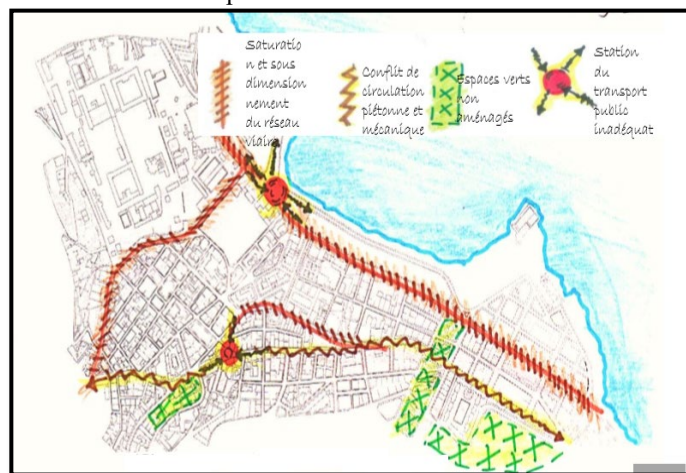 Saturatio
n et sous
dimension
nement
du réseau
viaire
Conflit de
circulation
piétonne et
mécanique
Espaces verts
non
aménagés
Station
du
transport
public
inadéquat